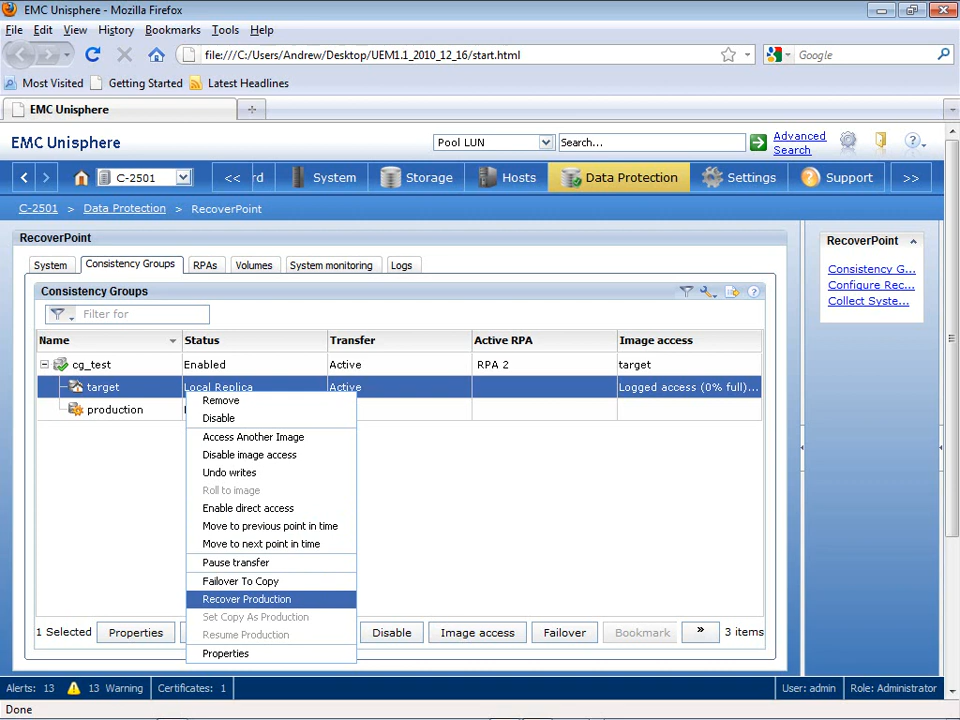 EMC Unisphere - Mozilla Firefox
File Edit View History Bookmarks Tools Help
file:///C:/Users/Andrew/Desktop/UEM1.1_2010_12_16/start.html
Google
Most Visited Getting Started Latest Headlines
EMC Unisphere
EMC Unisphere
Pool LUN
Search...
Advanced Search
C-2501
<< rd System Storage Hosts Data Protection Settings Support >>
C-2501 > Data Protection > RecoverPoint
RecoverPoint
System Consistency Groups RPAs Volumes System monitoring Logs
Consistency Groups
Filter for
Name Status Transfer Active RPA Image access
cg_test Enabled Active RPA 2 target
target Local Replica Active Logged access (0% full)...
production
Remove
Disable
Access Another Image
Disable image access
Undo writes
Roll to image
Enable direct access
Move to previous point in time
Move to next point in time
Pause transfer
Failover To Copy
Recover Production
Set Copy As Production
Resume Production
Properties
1 Selected Properties Disable Image access Failover Bookmark » 3 items
RecoverPoint
Consistency G...
Configure Rec...
Collect Syste...
Alerts: 13 13 Warning Certificates: 1 User: admin Role: Administrator
Done